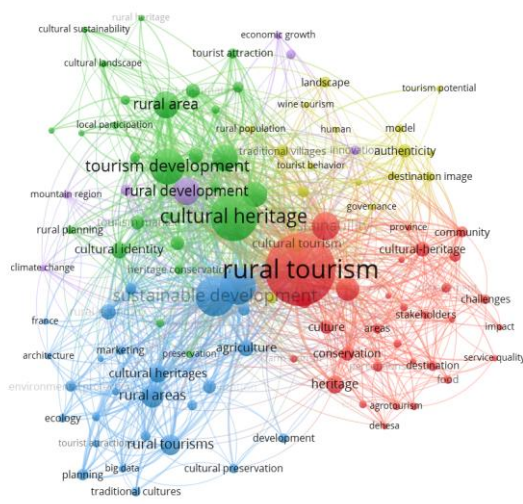 rural heritage
cultural sustainability
economic growth
tourist attraction
cultural landscape
landscape
tourism potential
rural area
wine tourism
local participation
rural population
human
model
traditional villages
innovation
authenticity
tourism development
tourist behavior
destination image
mountain region
rural development
governance
cultural heritage
rural planning
province
community
cultural identity
cultural tourism
cultural-heritage
climate change
heritage conservation
rural tourism
sustainable development
challenges
france
culture
areas
stakeholders
impact
architecture
marketing
preservation
agriculture
conservation
service quality
cultural heritages
destination
food
heritage
rural areas
agrotourism
ecology
dehesa
tourist attraction
rural tourisms
development
planning
big data
cultural preservation
traditional cultures